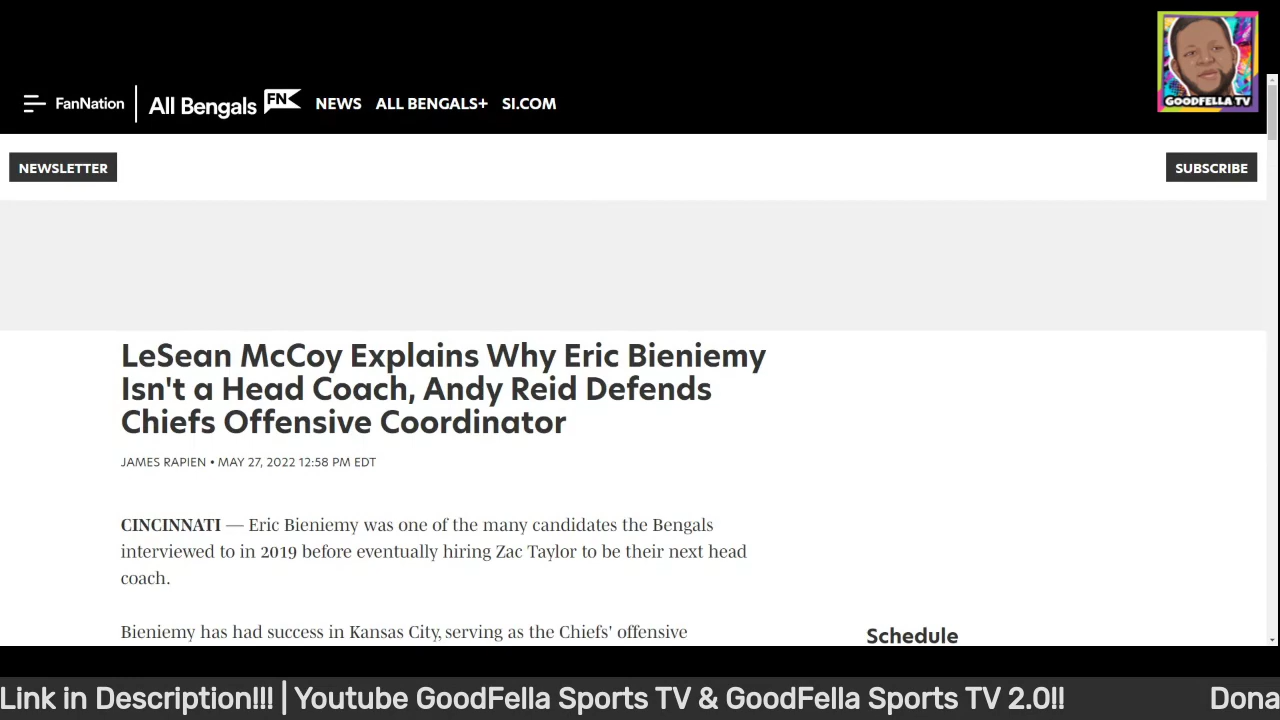 GOODFELLA TV
FanNation
All Bengals
FN
NEWS
ALL BENGALS+
SI.COM
NEWSLETTER
SUBSCRIBE
LeSean McCoy Explains Why Eric Bieniemy
Isn't a Head Coach, Andy Reid Defends
Chiefs Offensive Coordinator
JAMES RAPIEN • MAY 27, 2022 12:58 PM EDT
CINCINNATI — Eric Bieniemy was one of the many candidates the Bengals
interviewed to in 2019 before eventually hiring Zac Taylor to be their next head
coach.
Bieniemy has had success in Kansas City, serving as the Chiefs' offensive
Schedule
Link in Description!!! | Youtube GoodFella Sports TV & GoodFella Sports TV 2.0!! Dona